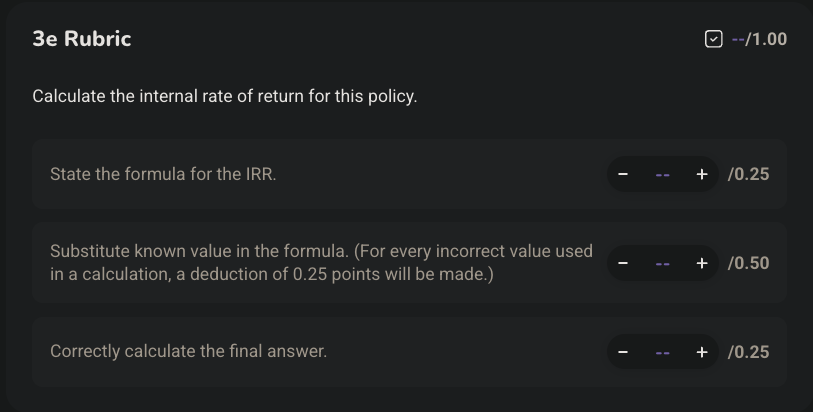 3e Rubric
--/1.00
Calculate the internal rate of return for this policy.
State the formula for the IRR.
− -- + /0.25
Substitute known value in the formula. (For every incorrect value used
in a calculation, a deduction of 0.25 points will be made.)
− -- + /0.50
Correctly calculate the final answer.
− -- + /0.25